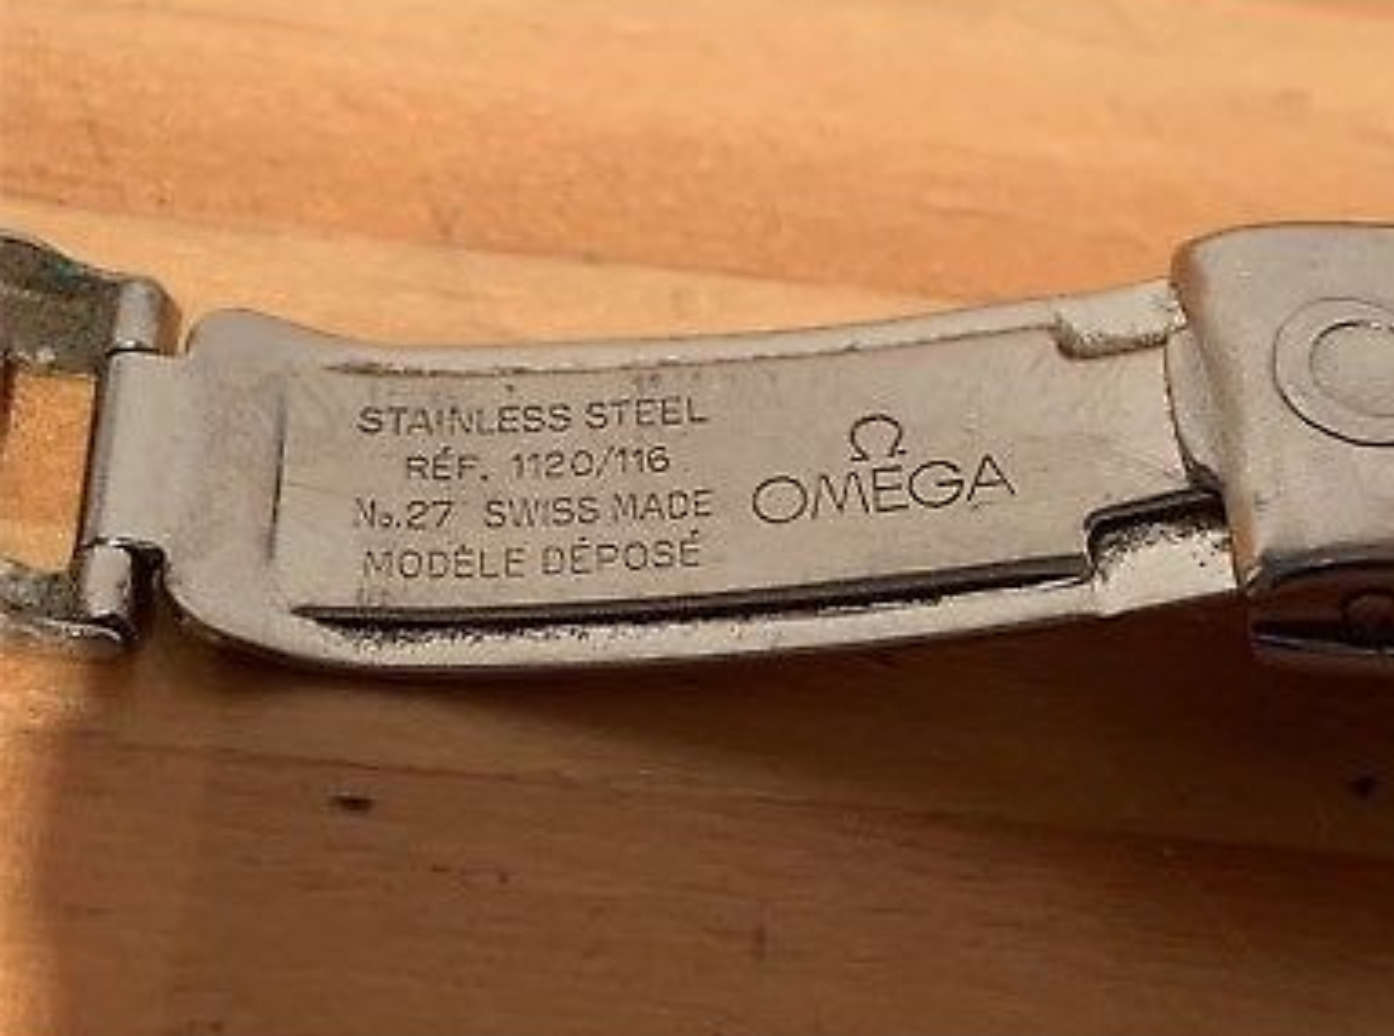 STAINLESS STEEL
RÉF. 1120/116
No.27 SWISS MADE
MODÈLE DÉPOSÉ
Ω
OMEGA